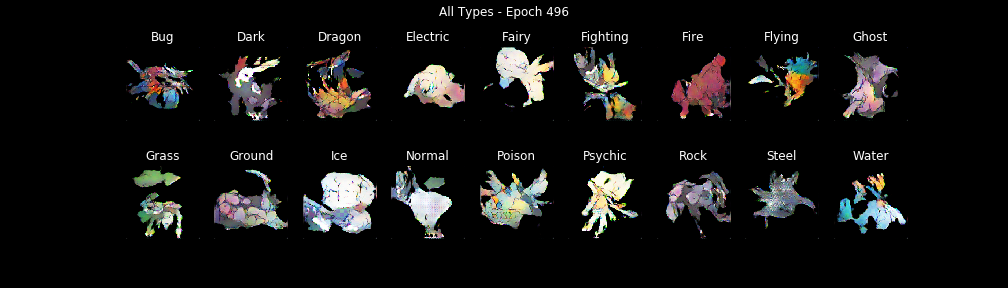 All Types - Epoch 496
Bug Dark Dragon Electric Fairy Fighting Fire Flying Ghost
Grass Ground Ice Normal Poison Psychic Rock Steel Water